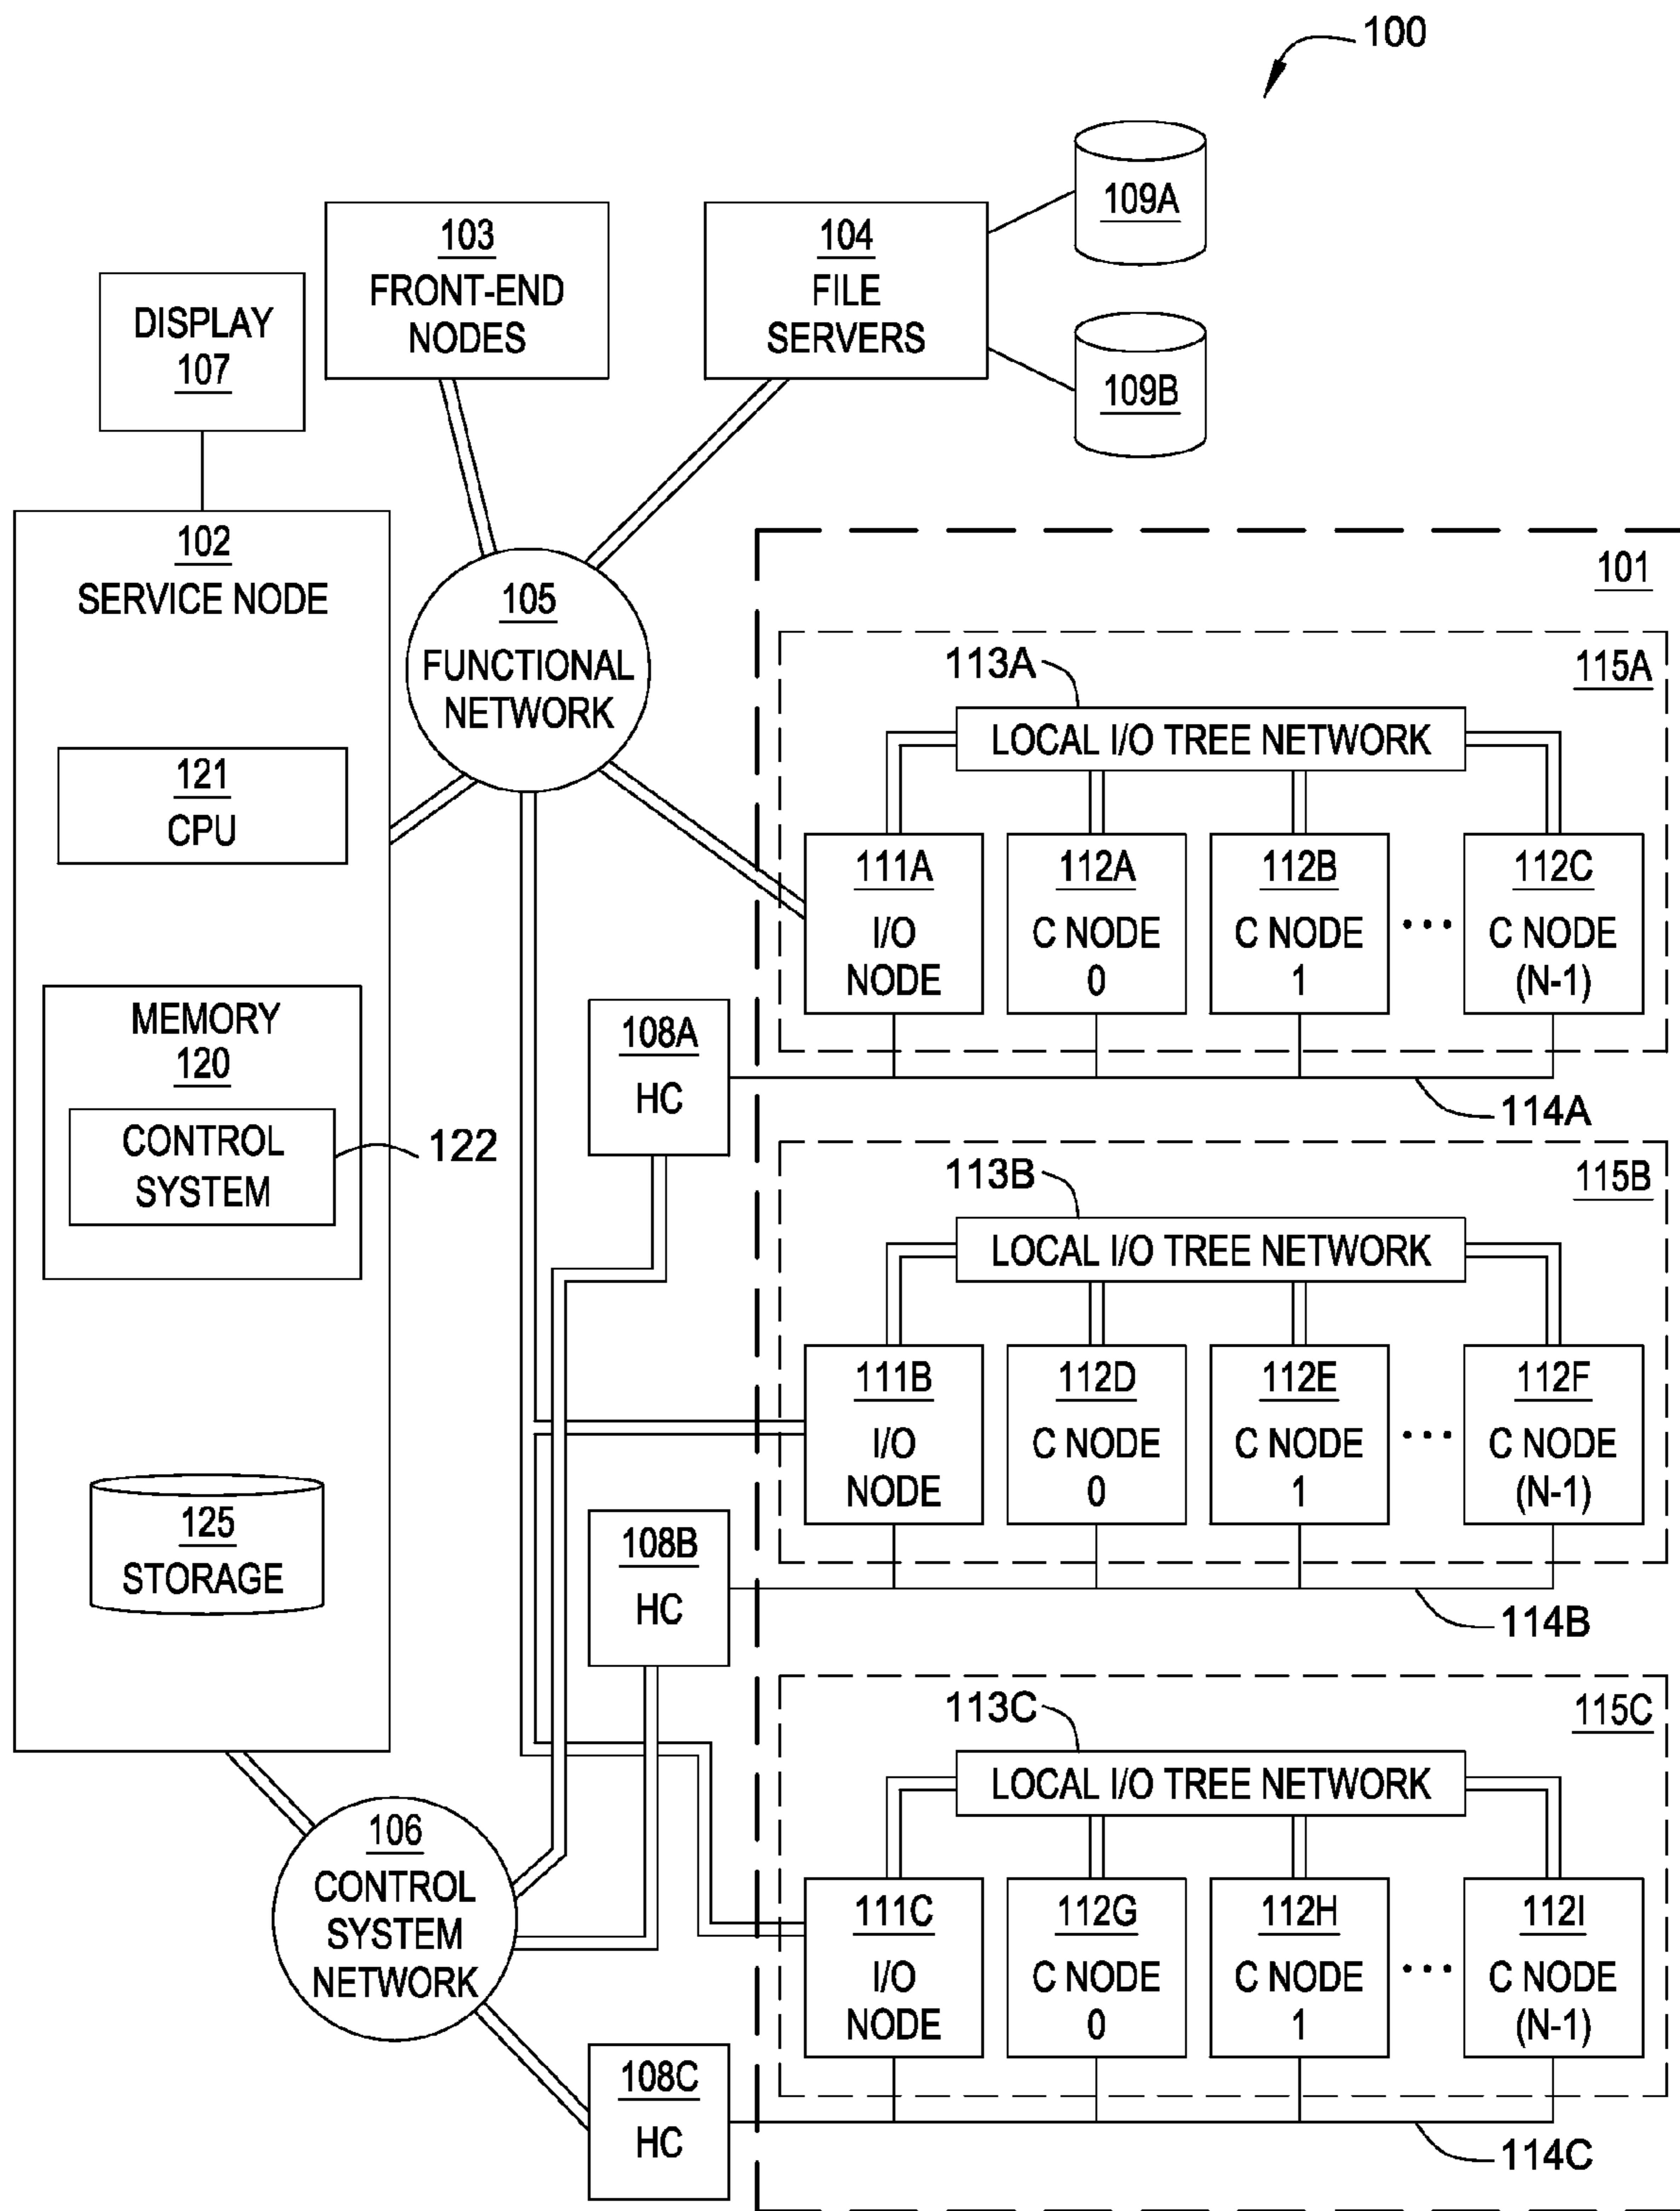 100
109A
109B
103
FRONT-END
NODES
104
FILE
SERVERS
DISPLAY
107
102
SERVICE NODE
121
CPU
MEMORY
120
CONTROL
SYSTEM
122
125
STORAGE
105
FUNCTIONAL
NETWORK
106
CONTROL
SYSTEM
NETWORK
108A
HC
108B
HC
108C
HC
101
115A
113A
LOCAL I/O TREE NETWORK
111A
I/O
NODE
112A
C NODE
0
112B
C NODE
1
...
112C
C NODE
(N-1)
114A
115B
113B
LOCAL I/O TREE NETWORK
111B
I/O
NODE
112D
C NODE
0
112E
C NODE
1
...
112F
C NODE
(N-1)
114B
115C
113C
LOCAL I/O TREE NETWORK
111C
I/O
NODE
112G
C NODE
0
112H
C NODE
1
...
112I
C NODE
(N-1)
114C